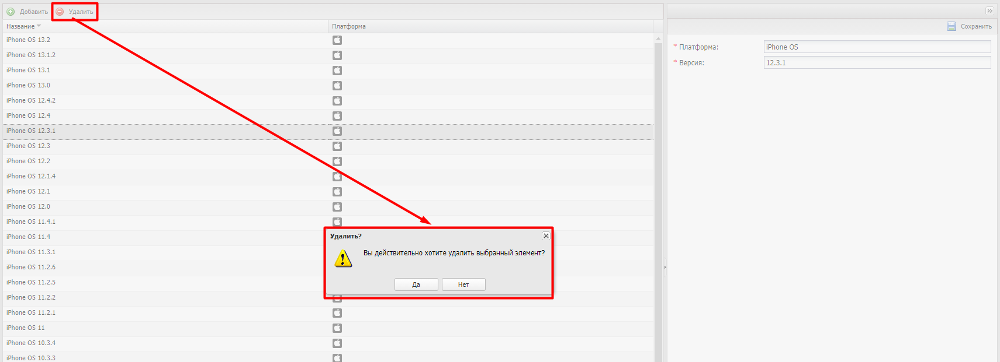 Добавить Удалить
Название Платформа
iPhone OS 13.2
iPhone OS 13.1.2
iPhone OS 13.1
iPhone OS 13.0
iPhone OS 12.4.2
iPhone OS 12.4
iPhone OS 12.3.1
iPhone OS 12.3
iPhone OS 12.2
iPhone OS 12.1.4
iPhone OS 12.1
iPhone OS 12.0
iPhone OS 11.4.1
iPhone OS 11.4
iPhone OS 11.3.1
iPhone OS 11.2.6
iPhone OS 11.2.5
iPhone OS 11.2.2
iPhone OS 11.2.1
iPhone OS 11
iPhone OS 10.3.4
iPhone OS 10.3.3
Удалить?
Вы действительно хотите удалить выбранный элемент?
Да Нет
Сохранить
* Платформа: iPhone OS
* Версия: 12.3.1